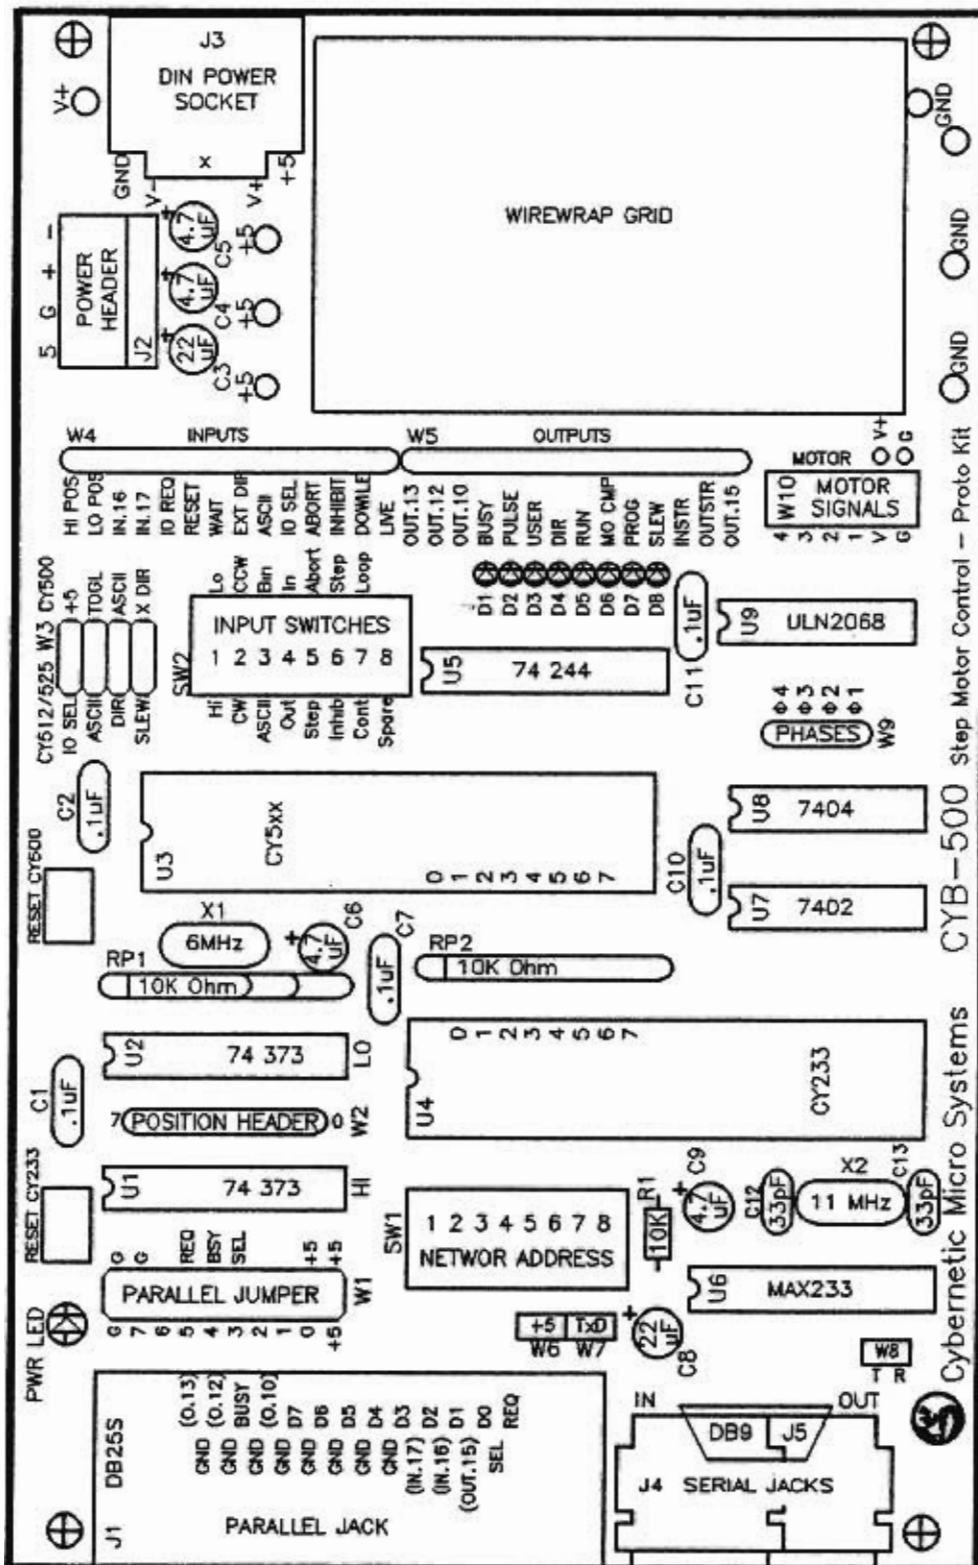 J3
DIN POWER
SOCKET
V+
GND
V-
X
V+
+5
GND
WIREWRAP GRID
5 G + -
POWER
HEADER
J2
4.7
uF
C5
+5
4.7
uF
C4
+5
22
uF
C3
+5
GND
GND
W4
INPUTS
W5
OUTPUTS
HI POS
LO POS
IN.16
IN.17
IO REQ
RESET
WAIT
EXT DIR
ASCII
IO SEL
ABORT
INHIBIT
DOWLE
LIVE
OUT.13
OUT.12
OUT.10
BUSY
PULSE
USER
DIR
RUN
MO CMP
PROG
SLEW
INSTR
OUTSTR
OUT.15
MOTOR
V+
G
W10
MOTOR
SIGNALS
4
3
2
1
V
G
CY512/525 W3 CY500
IO SEL +5
ASCII TOGL
DIR ASCII
SLEW X DIR
Lo
CCW
Bin
In
Abort
Step
Loop
SW2
INPUT SWITCHES
1 2 3 4 5 6 7 8
Hi
CW
ASCII
Out
Step
Inhib
Cont
Spare
D1
D2
D3
D4
D5
D6
D7
D8
U5
74 244
C11
.1uF
U9
ULN2068
Φ4
Φ3
Φ2
Φ1
PHASES
W9
C2
.1uF
RESET CY500
U3
CY5xx
0 1 2 3 4 5 6 7
C10
.1uF
U8
7404
U7
7402
X1
6MHz
4.7
uF
C6
C7
.1uF
RP1
10K Ohm
RP2
10K Ohm
U2
74 373
LO
C1
.1uF
7
POSITION HEADER
0
W2
U1
74 373
HI
RESET CY233
U4
0 1 2 3 4 5 6 7
CY233
SW1
1 2 3 4 5 6 7 8
NETWOR ADDRESS
R1
10K
4.7
uF
C9
C12
33pF
X2
11 MHz
C13
33pF
U6
MAX233
G
G
REQ
BSY
SEL
+5
+5
PARALLEL JUMPER
W1
G
7
6
5
4
3
2
1
0
+5
PWR LED
+5
W6
TxD
W7
22
uF
C8
W8
T R
J1
DB25S
GND (O.13)
GND (O.12)
GND BUSY
GND (O.10)
GND D7
GND D6
GND D5
GND D4
(IN.17) D3
(IN.16) D2
(OUT.15) D1
SEL D0
REQ
PARALLEL JACK
IN
OUT
DB9
J5
J4 SERIAL JACKS
Cybernetic Micro Systems CYB-500 Step Motor Control - Proto Kit